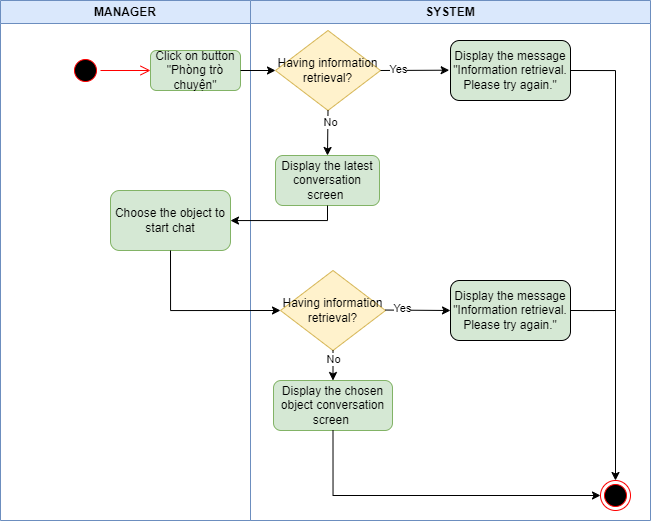 MANAGER
SYSTEM
Click on button
"Phòng trò
chuyện"
Having information
retrieval?
Yes
Display the message
"Information retrieval.
Please try again."
No
Display the latest
conversation
screen
Choose the object to
start chat
Having information
retrieval?
Yes
Display the message
"Information retrieval.
Please try again."
No
Display the chosen
object conversation
screen